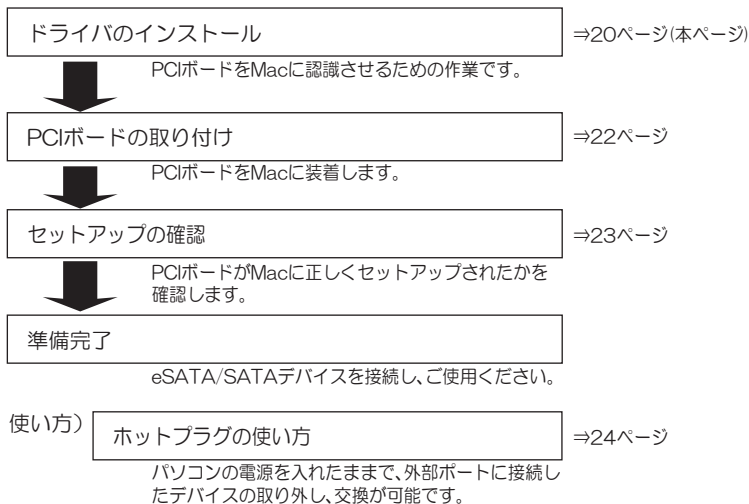 ドライバのインストール ⇒20ページ(本ページ)
PCIボードをMacに認識させるための作業です。
PCIボードの取り付け ⇒22ページ
PCIボードをMacに装着します。
セットアップの確認 ⇒23ページ
PCIボードがMacに正しくセットアップされたかを
確認します。
準備完了
eSATA/SATAデバイスを接続し、ご使用ください。
使い方) ホットプラグの使い方 ⇒24ページ
パソコンの電源を入れたままで、外部ポートに接続し
たデバイスの取り外し、交換が可能です。